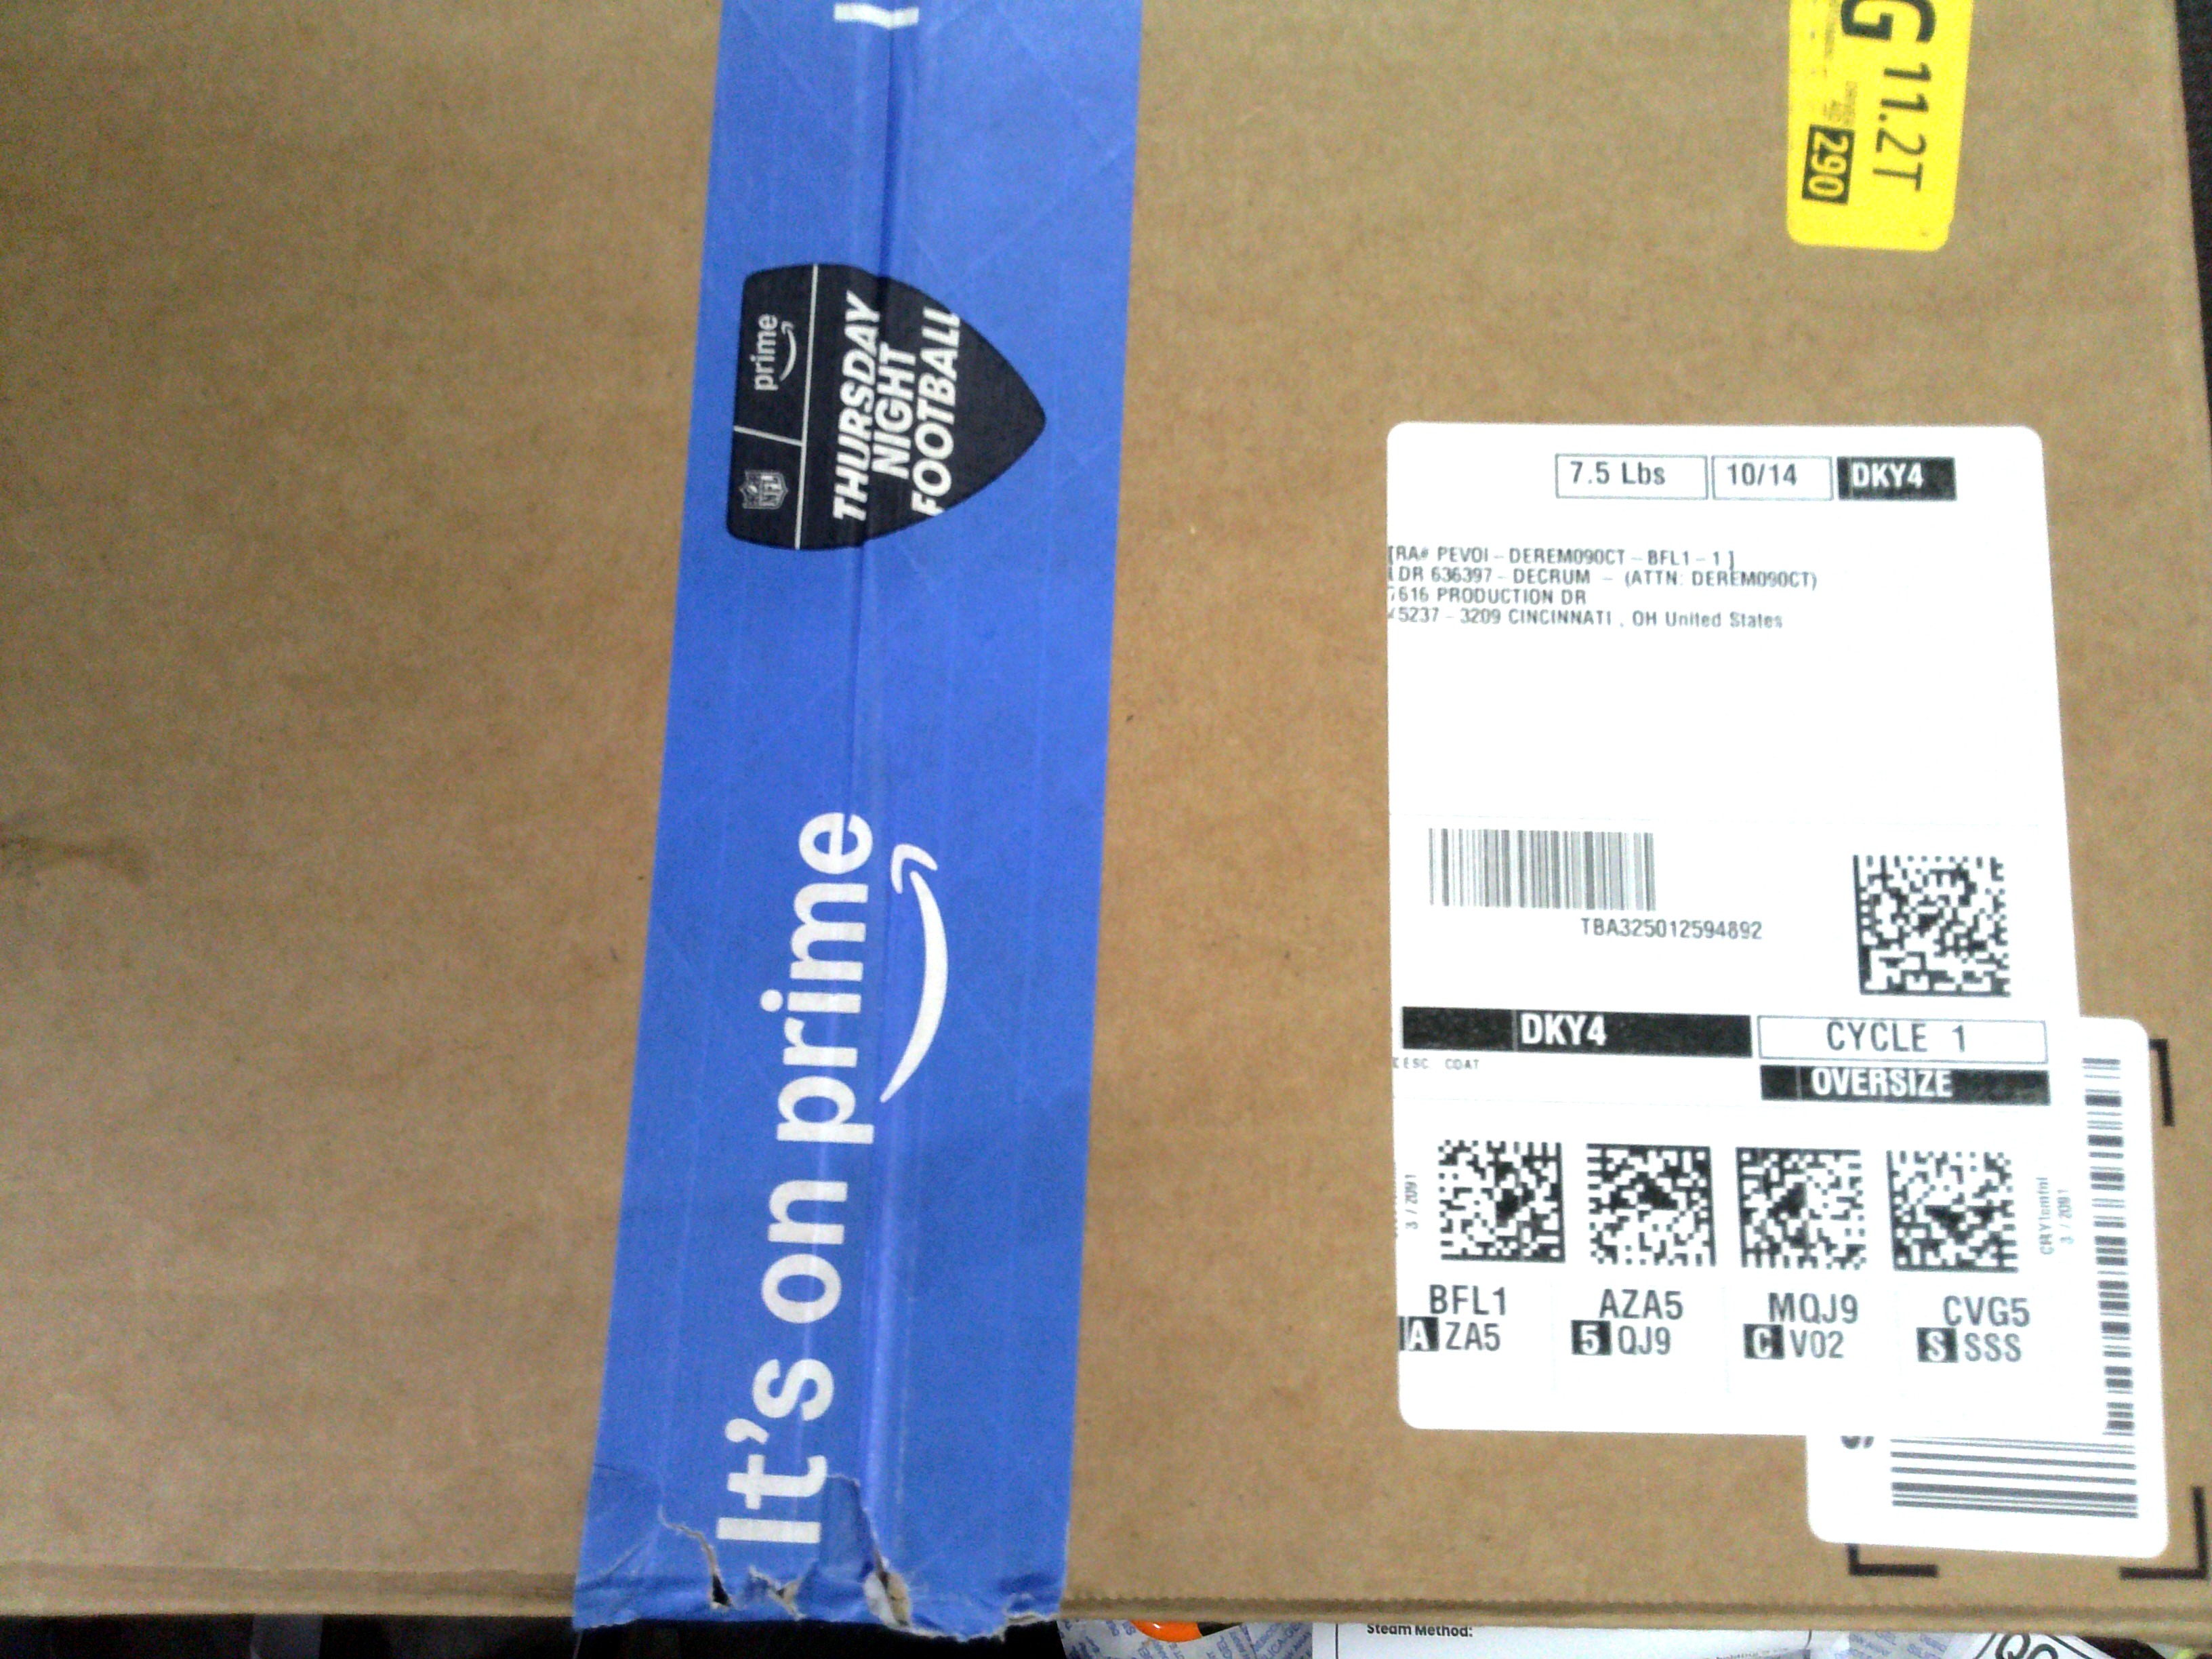 G 11.2T
290
prime
NFL
THURSDAY
NIGHT
FOOTBALL
It's on prime
7.5 Lbs 10/14 DKY4
[RA# PEVOI - DEREM090CT - BFL1 - 1 ]
DR 636397 - DECRUM - (ATTN: DEREM090CT)
7616 PRODUCTION DR
45237 - 3209 CINCINNATI , OH United States
TBA325012594892
DKY4 CYCLE 1
OVERSIZE
CDAT
3 / 2091
3 / 2091
BFL1 AZA5 MQJ9 CVG5
A ZA5 5 QJ9 C V02 S SSS
Steam Method: